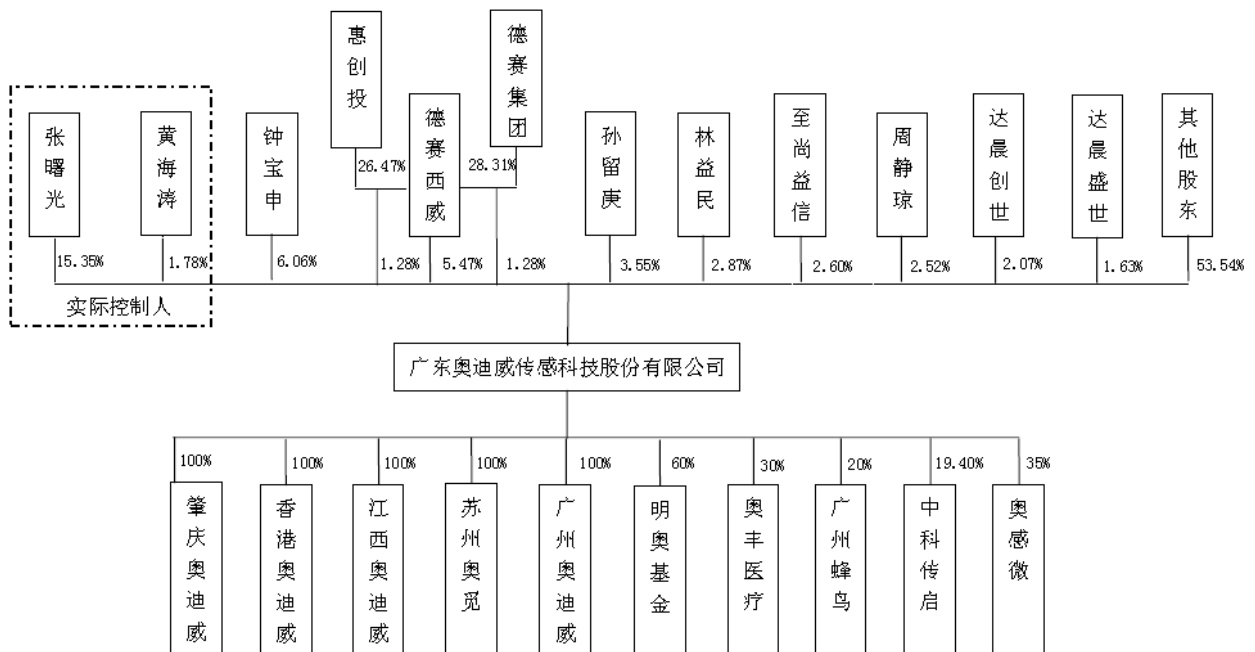 惠创投
德赛集团
张曙光
黄海涛
钟宝申
德赛西威
孙留庚
林益民
至尚益信
周静琼
达晨创世
达晨盛世
其他股东
26.47%
28.31%
15.35%
1.78%
6.06%
1.28%
5.47%
1.28%
3.55%
2.87%
2.60%
2.52%
2.07%
1.63%
53.54%
实际控制人
广东奥迪威传感科技股份有限公司
100%
100%
100%
100%
100%
60%
30%
20%
19.40%
35%
肇庆奥迪威
香港奥迪威
江西奥迪威
苏州奥觅
广州奥迪威
明奥基金
奥丰医疗
广州蜂鸟
中科传启
奥感微